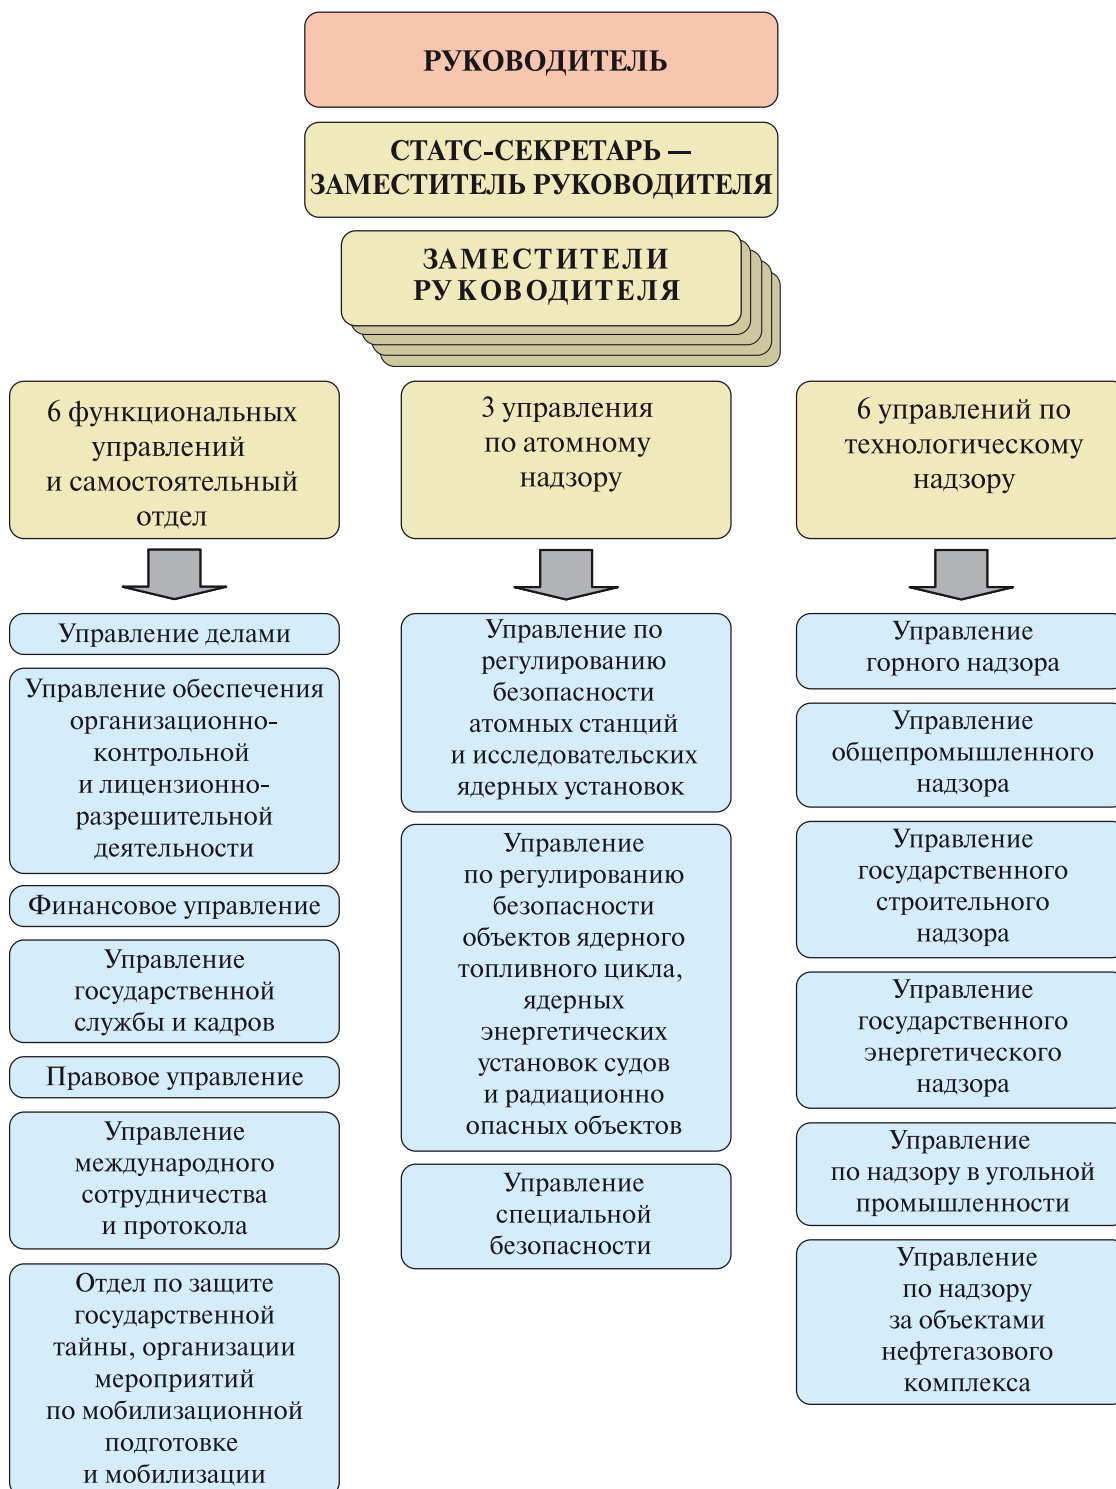 РУКОВОДИТЕЛЬ
СТАТС-СЕКРЕТАРЬ —
ЗАМЕСТИТЕЛЬ РУКОВОДИТЕЛЯ
ЗАМЕСТИТЕЛИ
РУКОВОДИТЕЛЯ
6 функциональных
управлений
и самостоятельный
отдел
Управление делами
Управление обеспечения
организационно-
контрольной
и лицензионно-
разрешительной
деятельности
Финансовое управление
Управление
государственной
службы и кадров
Правовое управление
Управление
международного
сотрудничества
и протокола
Отдел по защите
государственной
тайны, организации
мероприятий
по мобилизационной
подготовке
и мобилизации
3 управления
по атомному
надзору
Управление по
регулированию
безопасности
атомных станций
и исследовательских
ядерных установок
Управление
по регулированию
безопасности
объектов ядерного
топливного цикла,
ядерных
энергетических
установок судов
и радиационно
опасных объектов
Управление
специальной
безопасности
6 управлений по
технологическому
надзору
Управление
горного надзора
Управление
общепромышленного
надзора
Управление
государственного
строительного
надзора
Управление
государственного
энергетического
надзора
Управление
по надзору в угольной
промышленности
Управление
по надзору
за объектами
нефтегазового
комплекса